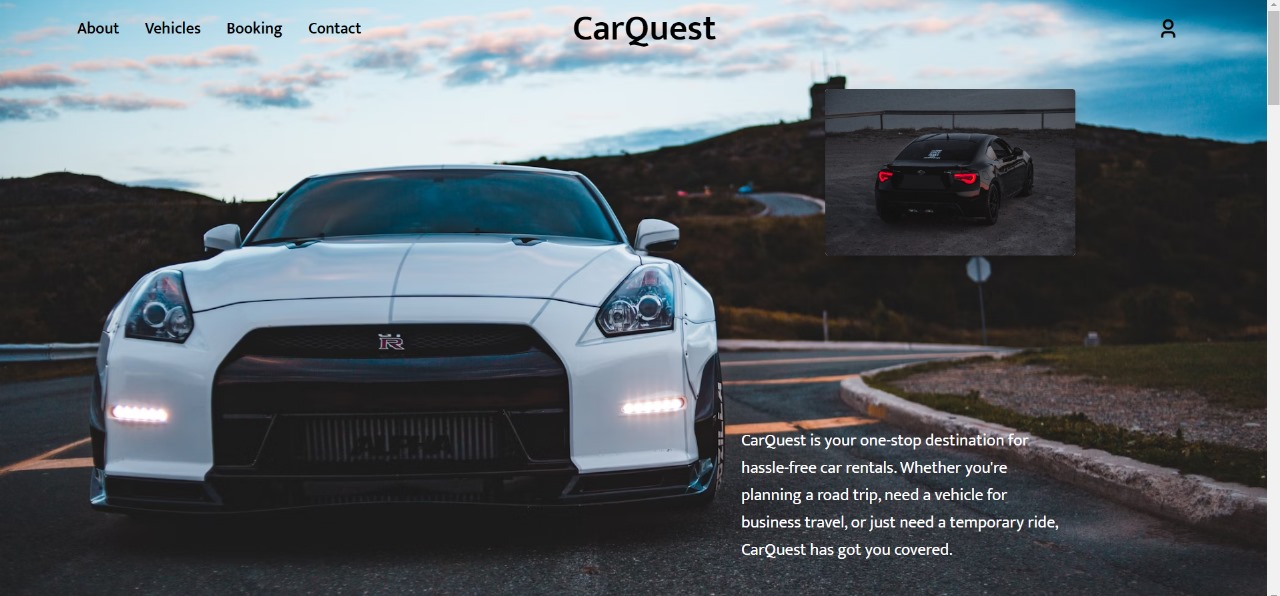 About Vehicles Booking Contact
CarQuest
R
ALPHA
CarQuest is your one-stop destination for
hassle-free car rentals. Whether you're
planning a road trip, need a vehicle for
business travel, or just need a temporary ride,
CarQuest has got you covered.